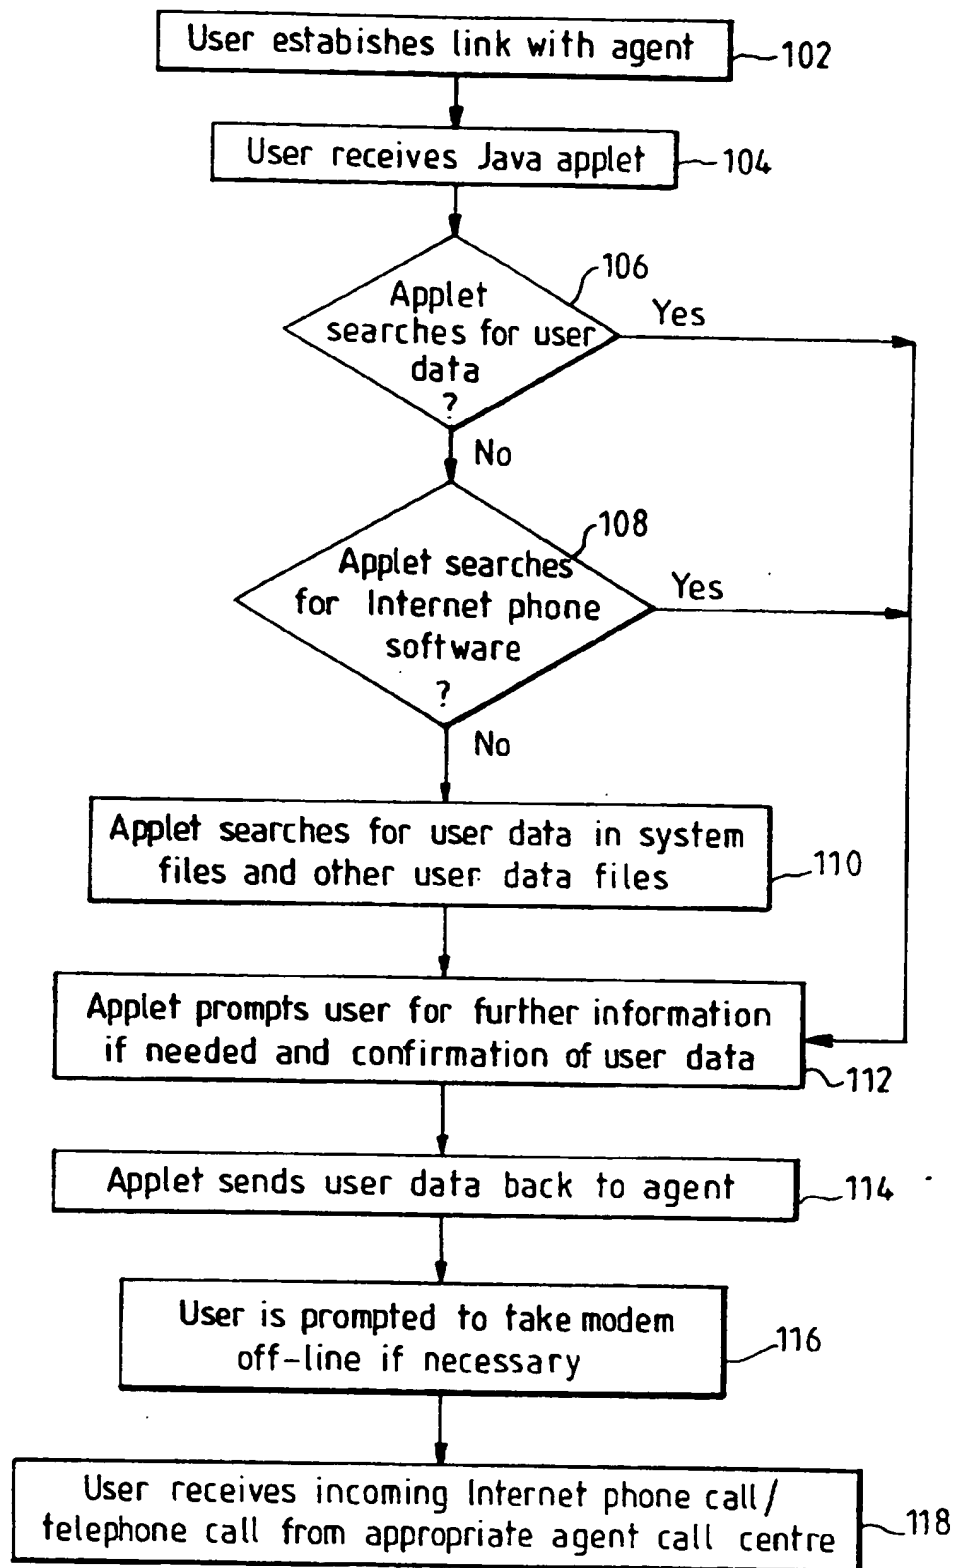 User estabishes link with agent
102
User receives Java applet
104
106
Applet
searches for user
data
?
Yes
No
108
Applet searches
for Internet phone
software
?
Yes
No
Applet searches for user data in system
files and other user data files
110
Applet prompts user for further information
if needed and confirmation of user data
112
Applet sends user data back to agent
114
User is prompted to take modem
off-line if necessary
116
User receives incoming Internet phone call/
telephone call from appropriate agent call centre
118